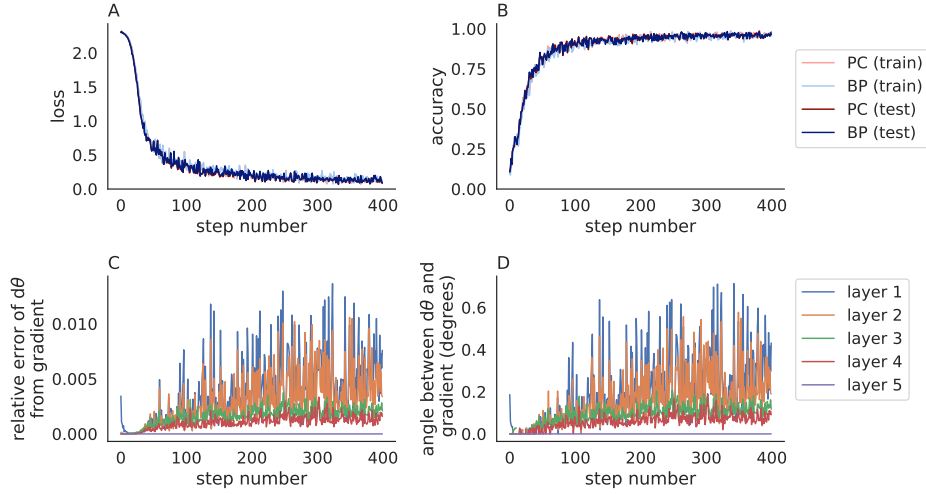 A
loss
2.0
1.5
1.0
0.5
0.0
0
100
200
300
400
step number
B
accuracy
1.00
0.75
0.50
0.25
0.00
0
100
200
300
400
step number
PC (train)
BP (train)
PC (test)
BP (test)
C
relative error of dθ
from gradient
0.010
0.005
0.000
0
100
200
300
400
step number
D
angle between dθ and
gradient (degrees)
0.6
0.4
0.2
0.0
0
100
200
300
400
step number
layer 1
layer 2
layer 3
layer 4
layer 5